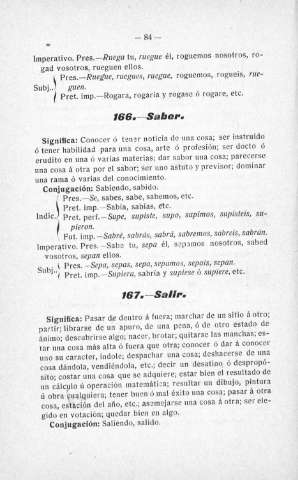 — 84 —
Imperativo. Pres.—Ruega tu, ruegue él, roguemos nosotros, ro-
gad vosotros, rueguen ellos.
Subj.. Pres.—Ruegue, ruegues, ruegue, roguemos, rogueis, rue-
guen.
Pret. imp.—Rogara, rogaría y rogase ó rogare, etc.
166.—Saber.
Significa: Conocer ó tener noticia de una cosa; ser instruido
ó tener habilidad para una cosa, arte ó profesión; ser docto ó
erudito en una ó varias materias; dar sabor una cosa; parecerse
una cosa á otra por el sabor; ser uno astuto y previsor; dominar
una rama ó varias del conocimiento.
Conjugación: Sabiendo, sabido.
Pres.—Se, sabes, sabe, sabemos, etc.
Pret. imp.—Sabía, sabías, etc.
Indic. Pret. perf.—Supe, supiste, supo, supimos, supisteis, su-
pieron.
Fut. imp.—Sabré, sabrás, sabrá, sabremos, sabreis, sabrán.
Imperativo. Pres.—Sabe tu, sepa él, sepamos nosotros, sabed
vosotros, sepan ellos.
Subj.. Pres.—Sepa, sepas, sepa, sepamos, sepais, sepan.
Pret. imp.—Supiera, sabría y supiese ó supiere, etc.
167.—Salir.
Significa: Pasar de dentro á fuera; marchar de un sitio á otro;
partir; librarse de un apuro, de una pena, ó de otro estado de
ánimo; descubrirse algo; nacer, brotar; quitarse las manchas; es-
tar una cosa más alta ó fuera que otra; conocer ó dar á conocer
uno su caracter, índole; despachar una cosa; deshacerse de una
cosa dándola, vendiéndola, etc.; decir un desatino ó despropó-
sito; costar una cosa que se adquiere; estar bien el resultado de
un cálculo ú operación matemática; resultar un dibujo, pintura
ú obra cualquiera; tener buen ó mal éxito una cosa; pasar á otra
cosa, estación del año, etc.; asemejarse una cosa á otra; ser ele-
gido en votación; quedar bien en algo.
Conjugación: Saliendo, salido.